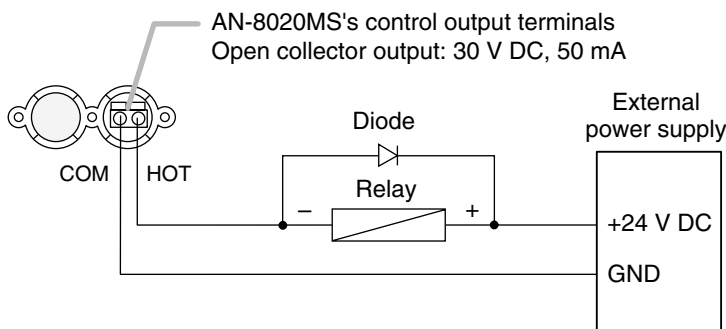 AN-8020MS's control output terminals
Open collector output: 30 V DC, 50 mA
External
power supply
Diode
COM
HOT
Relay
–
+
+24 V DC
GND